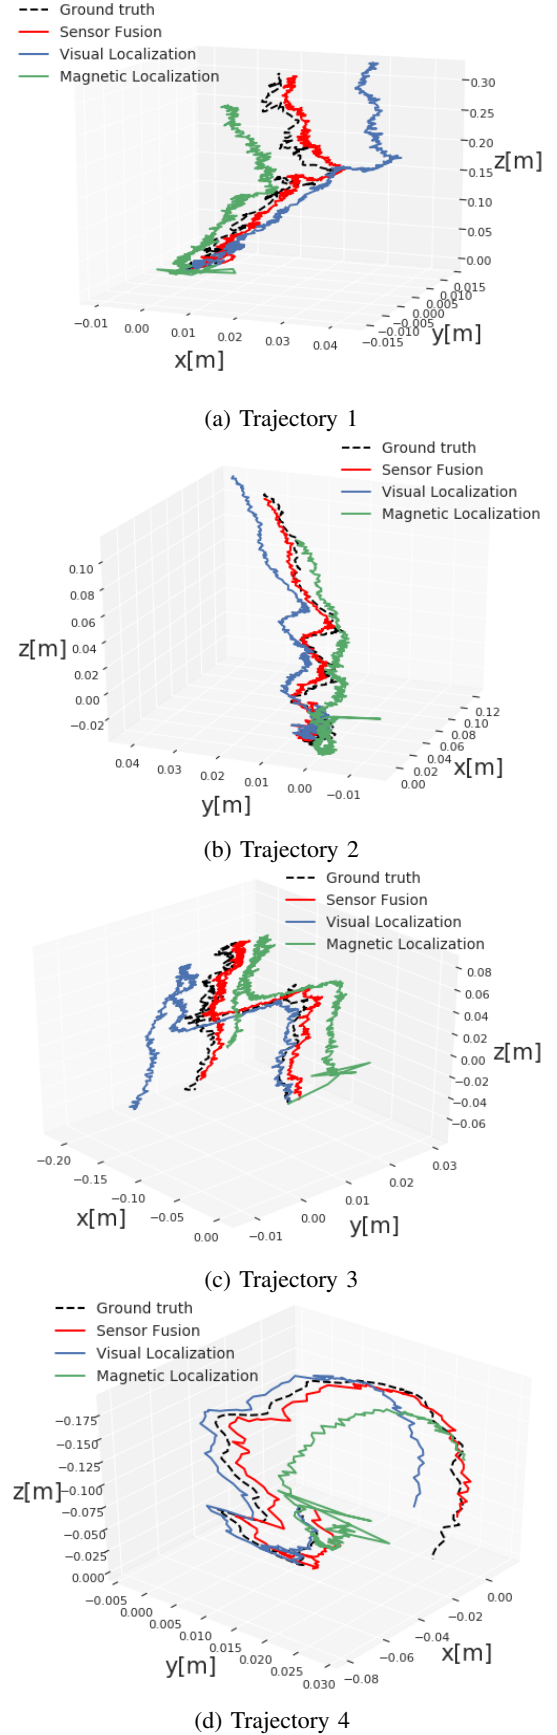 Ground truth
Sensor Fusion
Visual Localization
Magnetic Localization
0.30
0.25
0.20
z[m]
0.15
0.10
0.05
0.00
0.015
0.010
0.005
0.000
−0.005
−0.010
−0.015
y[m]
−0.01 0.00 0.01 0.02 0.03 0.04
x[m]
(a) Trajectory 1
Ground truth
Sensor Fusion
Visual Localization
Magnetic Localization
0.10
0.08
0.06
z[m]
0.04
0.02
0.00
−0.02
0.12
0.10
0.08
0.06
0.04
0.02
0.00
x[m]
0.04 0.03 0.02 0.01 0.00 −0.01
y[m]
(b) Trajectory 2
Ground truth
Sensor Fusion
Visual Localization
Magnetic Localization
0.08
0.06
0.04
0.02
z[m]
0.00
−0.02
−0.04
−0.06
−0.20 −0.15 −0.10 −0.05 0.00
x[m]
−0.01 0.00 0.01 0.02 0.03
y[m]
(c) Trajectory 3
Ground truth
Sensor Fusion
Visual Localization
Magnetic Localization
−0.175
−0.150
−0.125
z[m]
−0.100
−0.075
−0.050
−0.025
0.000
−0.005 0.000 0.005 0.010 0.015 0.020 0.025 0.030
y[m]
0.00
−0.02
−0.04
−0.06
−0.08
x[m]
(d) Trajectory 4